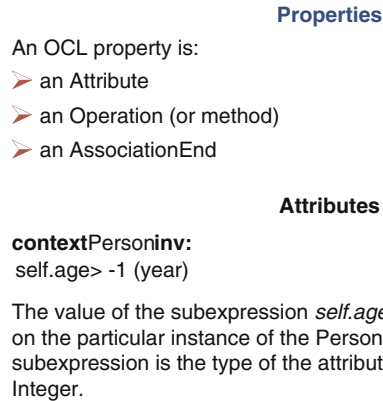 Properties
An OCL property is:
an Attribute
an Operation (or method)
an AssociationEnd
Attributes
contextPersoninv:
self.age> -1 (year)
The value of the subexpression self.age
on the particular instance of the Person
subexpression is the type of the attribut
Integer.